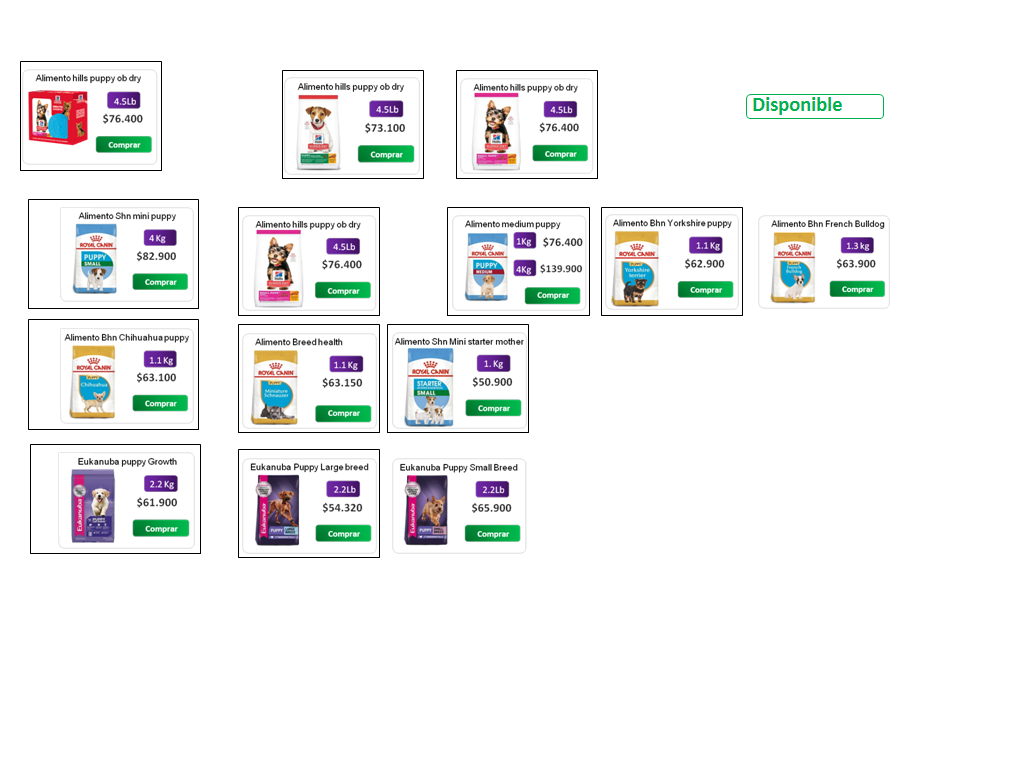 Alimento hills puppy ob dry
4.5Lb
$76.400
Comprar
Alimento hills puppy ob dry
4.5Lb
$73.100
Comprar
Alimento hills puppy ob dry
4.5Lb
$76.400
Comprar
Disponible
Alimento Shn mini puppy
ROYAL CANIN
PUPPY
SMALL
4 Kg
$82.900
Comprar
Alimento hills puppy ob dry
4.5Lb
$76.400
Comprar
Alimento medium puppy
ROYAL CANIN
PUPPY
MEDIUM
1Kg $76.400
4Kg $139.900
Comprar
Alimento Bhn Yorkshire puppy
ROYAL CANIN
Yorkshire
terrier
1.1 Kg
$62.900
Comprar
Alimento Bhn French Bulldog
ROYAL CANIN
1.3 kg
$63.900
Comprar
Alimento Bhn Chihuahua puppy
ROYAL CANIN
Chihuahua
1.1 Kg
$63.100
Comprar
Alimento Breed health
ROYAL CANIN
Miniature
Schnauzer
1.1 Kg
$63.150
Comprar
Alimento Shn Mini starter mother
ROYAL CANIN
STARTER
SMALL
1. Kg
$50.900
Comprar
Eukanuba puppy Growth
Eukanuba
PUPPY
2.2 Kg
$61.900
Comprar
Eukanuba Puppy Large breed
Eukanuba
PUPPY
2.2Lb
$54.320
Comprar
Eukanuba Puppy Small Breed
Eukanuba
PUPPY
2.2Lb
$65.900
Comprar